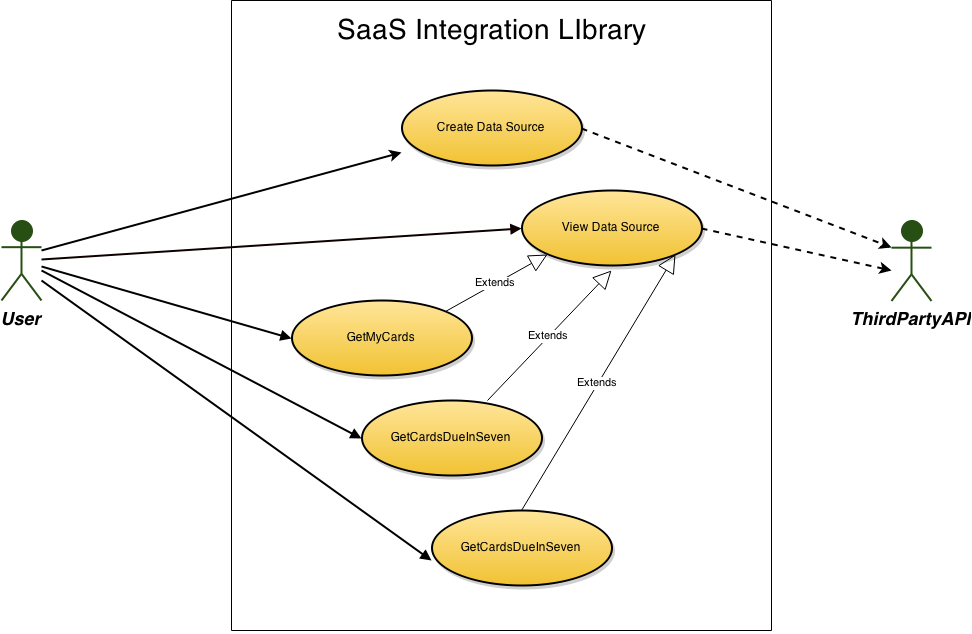 SaaS Integration LIbrary
Create Data Source
View Data Source
Extends
User
ThirdPartyAPI
GetMyCards
Extends
Extends
GetCardsDueInSeven
GetCardsDueInSeven